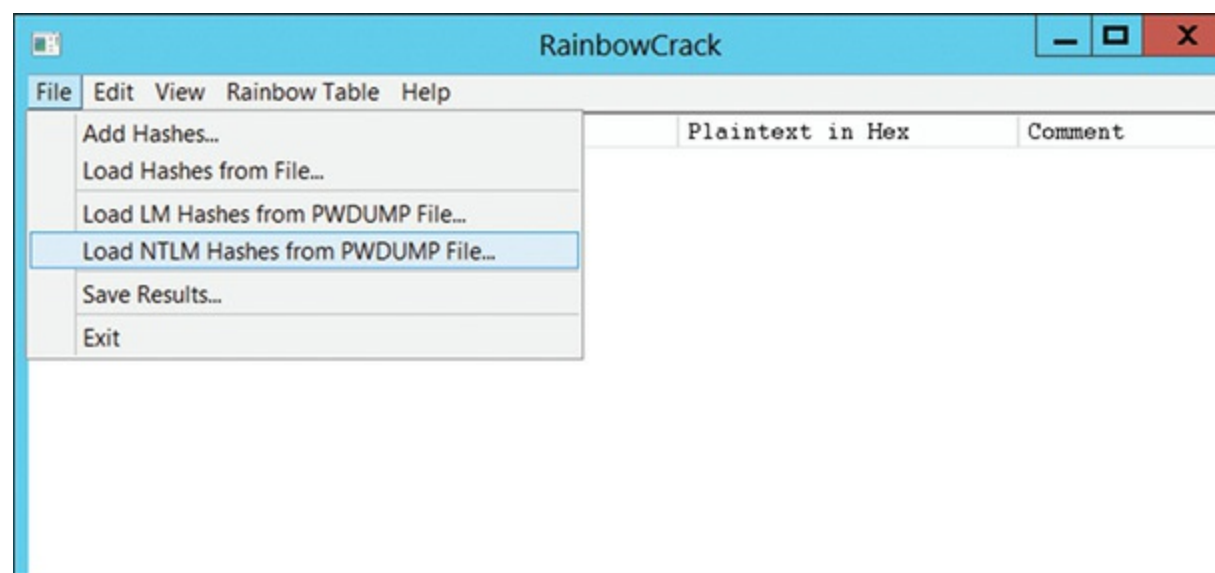 RainbowCrack
File Edit View Rainbow Table Help
Plaintext in Hex Comment
Add Hashes...
Load Hashes from File...
Load LM Hashes from PWDUMP File...
Load NTLM Hashes from PWDUMP File...
Save Results...
Exit